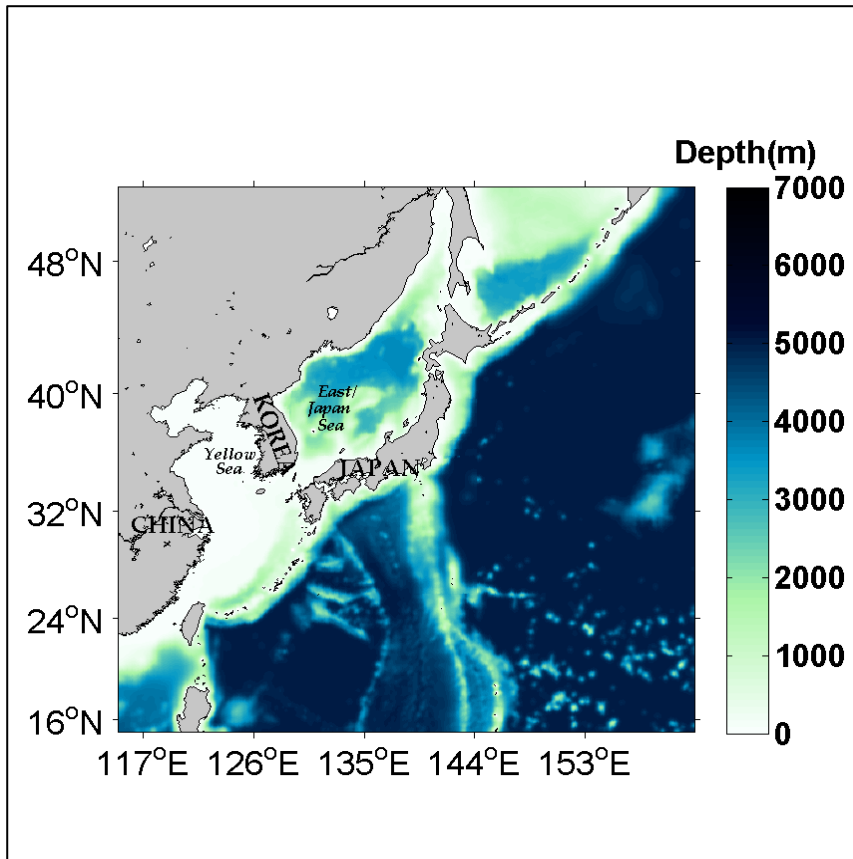 Depth(m)
7000
6000
5000
4000
3000
2000
1000
0
48°N
40°N
32°N
24°N
16°N
East/
Japan
Sea
KOREA
Yellow
Sea
JAPAN
CHINA
117°E 126°E 135°E 144°E 153°E